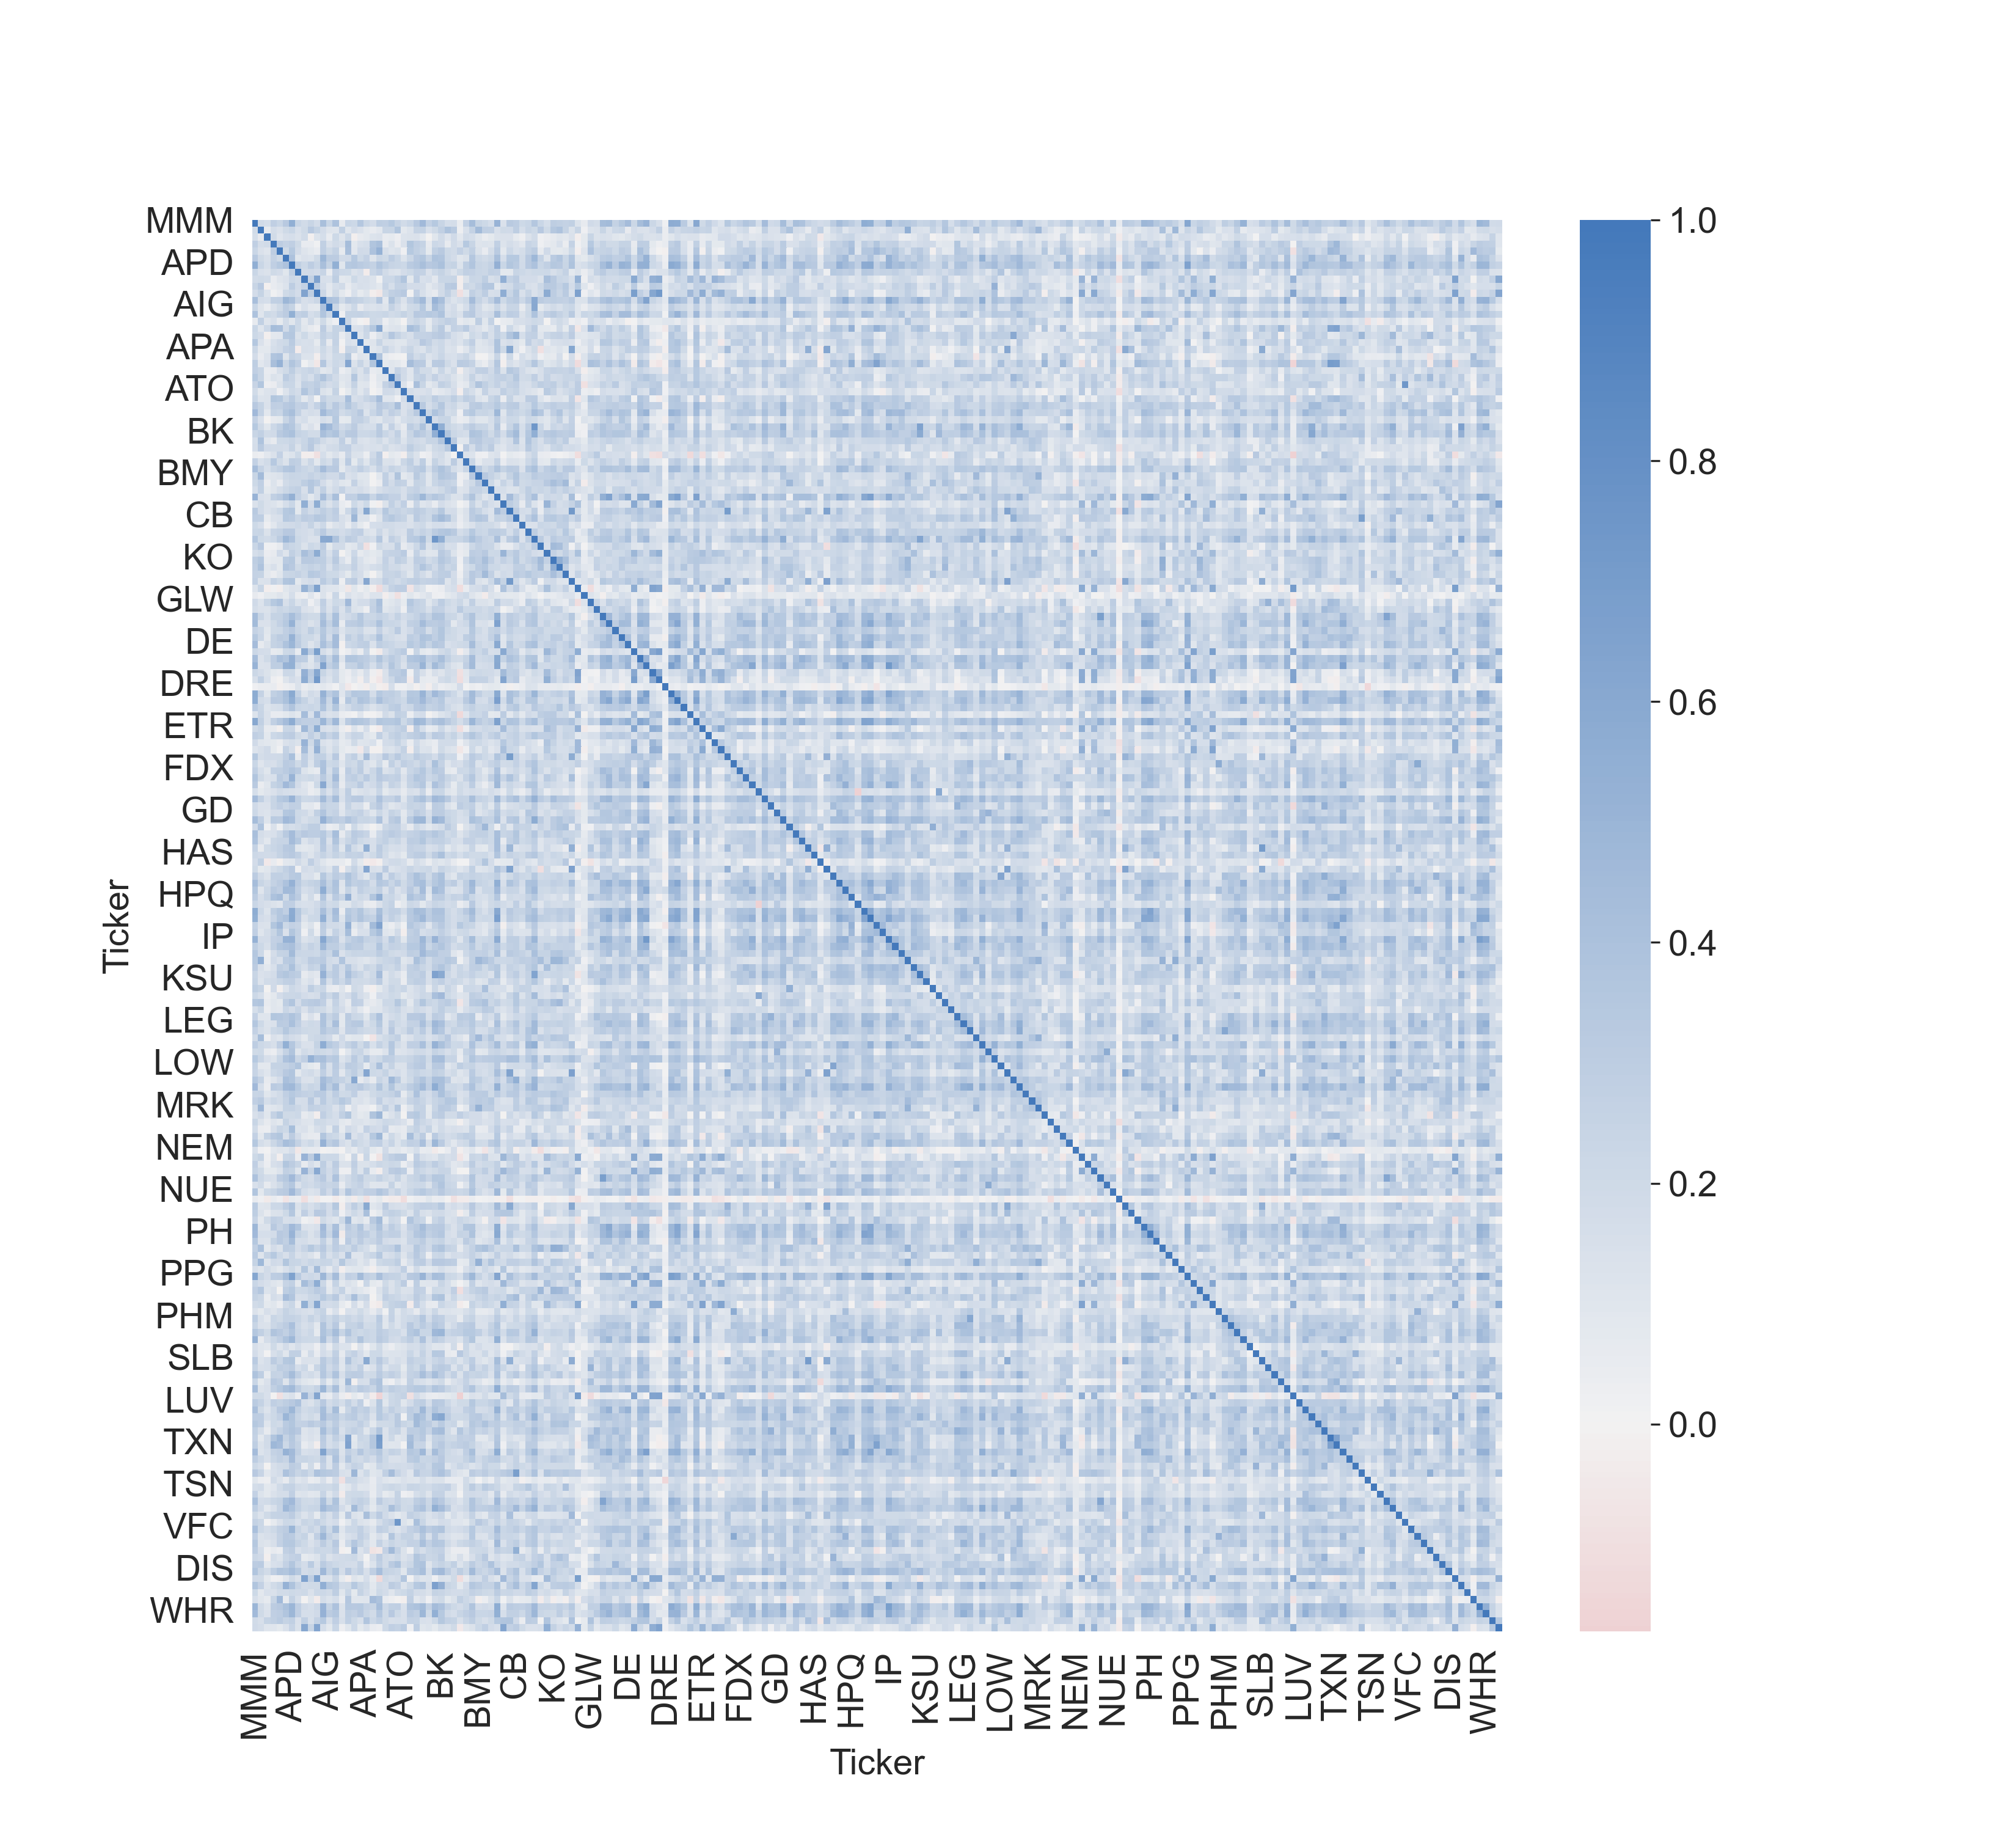 MMM
APD
AIG
APA
ATO
BK
BMY
CB
KO
GLW
DE
DRE
ETR
FDX
GD
HAS
HPQ
IP
KSU
LEG
LOW
MRK
NEM
NUE
PH
PPG
PHM
SLB
LUV
TXN
TSN
VFC
DIS
WHR
Ticker
MMM
APD
AIG
APA
ATO
BK
BMY
CB
KO
GLW
DE
DRE
ETR
FDX
GD
HAS
HPQ
IP
KSU
LEG
LOW
MRK
NEM
NUE
PH
PPG
PHM
SLB
LUV
TXN
TSN
VFC
DIS
WHR
Ticker
1.0
0.8
0.6
0.4
0.2
0.0